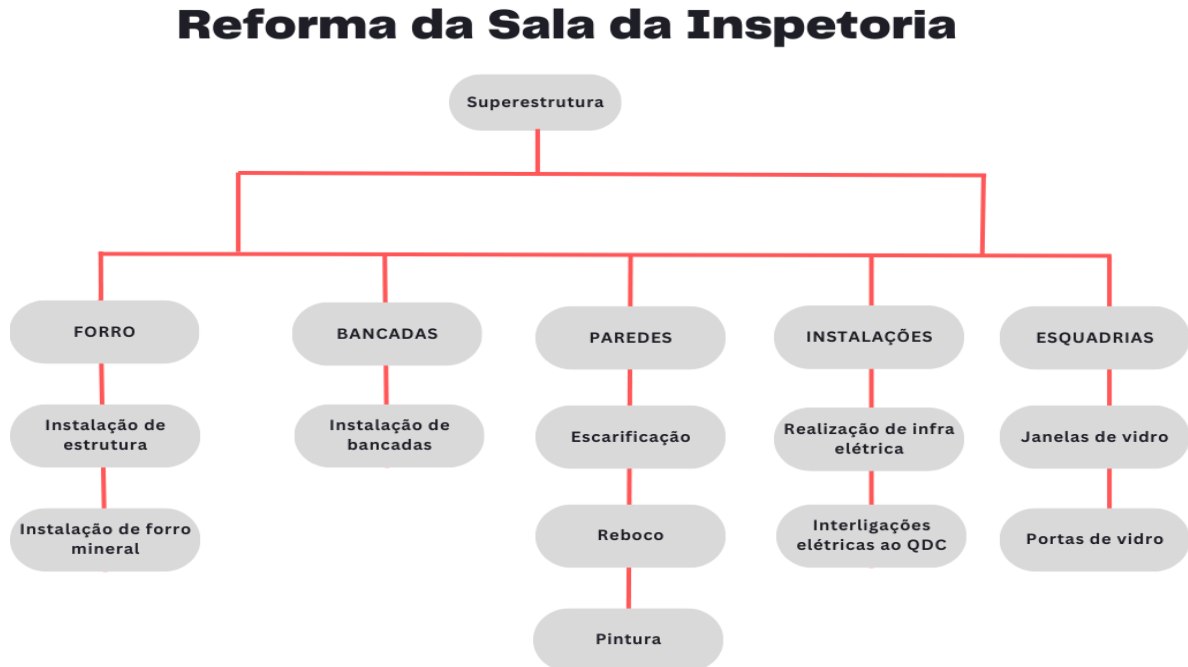 Reforma da Sala da Inspetoria
Superestrutura
FORRO
BANCADAS
PAREDES
INSTALAÇÕES
ESQUADRIAS
Instalação de
estrutura
Instalação de
bancadas
Escarificação
Realização de infra
elétrica
Janelas de vidro
Instalação de forro
mineral
Reboco
Interligações
elétricas ao QDC
Portas de vidro
Pintura